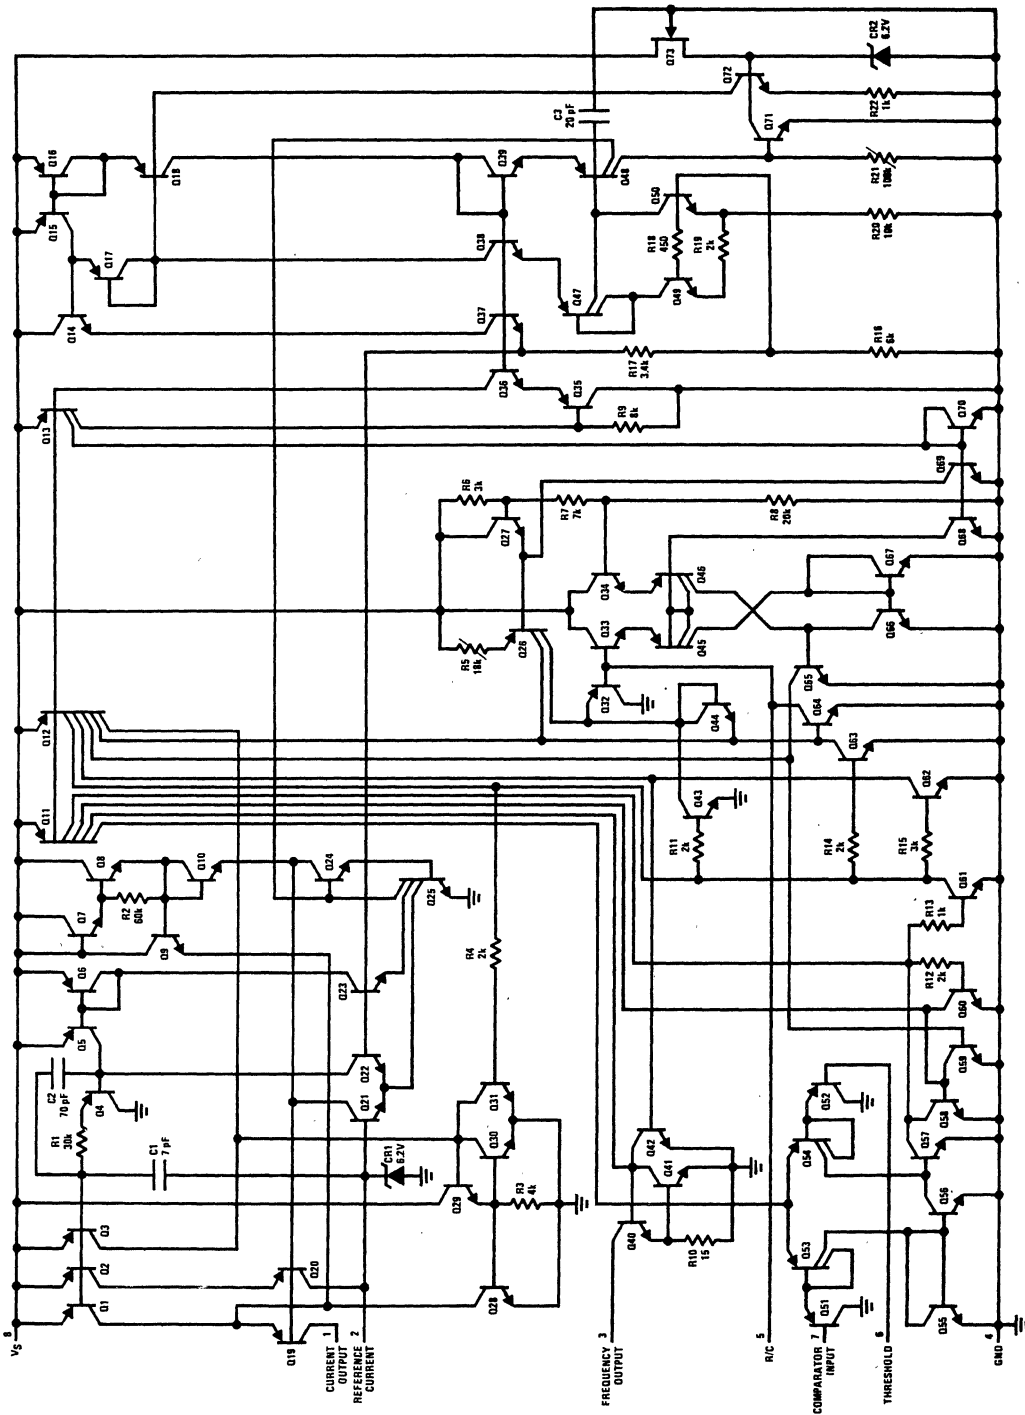 8
VS
Q1
Q2
Q3
R1
30k
C2
70 pF
Q4
C1
7 pF
Q5
Q6
Q7
Q8
R2
60k
Q9
Q10
Q11
Q12
Q13
Q14
Q15
Q16
Q17
Q18
Q19
Q20
Q21
Q22
Q23
Q24
Q25
1
CURRENT
OUTPUT
2
REFERENCE
CURRENT
CR1
6.2V
Q28
Q29
Q30
Q31
R3
4k
R4
2k
R5
18k
Q26
Q27
R6
3k
R7
7k
R8
20k
Q32
Q33
Q34
Q45
Q46
Q35
Q36
Q37
Q38
Q39
R9
8k
R17
3.4k
R16
6k
Q47
Q48
Q49
Q50
R18
450
R19
2k
R20
10k
C3
20 pF
R21
100k
Q71
Q72
R22
1k
Q73
CR2
6.2V
3
FREQUENCY
OUTPUT
Q40
Q41
Q42
R10
15
R11
2k
Q43
Q44
5
R/C
7
COMPARATOR
INPUT
6
THRESHOLD
Q51
Q52
Q53
Q54
Q55
Q56
Q57
Q58
Q59
Q60
Q61
Q62
Q63
Q64
Q65
Q66
Q67
Q68
Q69
Q70
R12
2k
R13
1k
R14
2k
R15
3k
4
GND